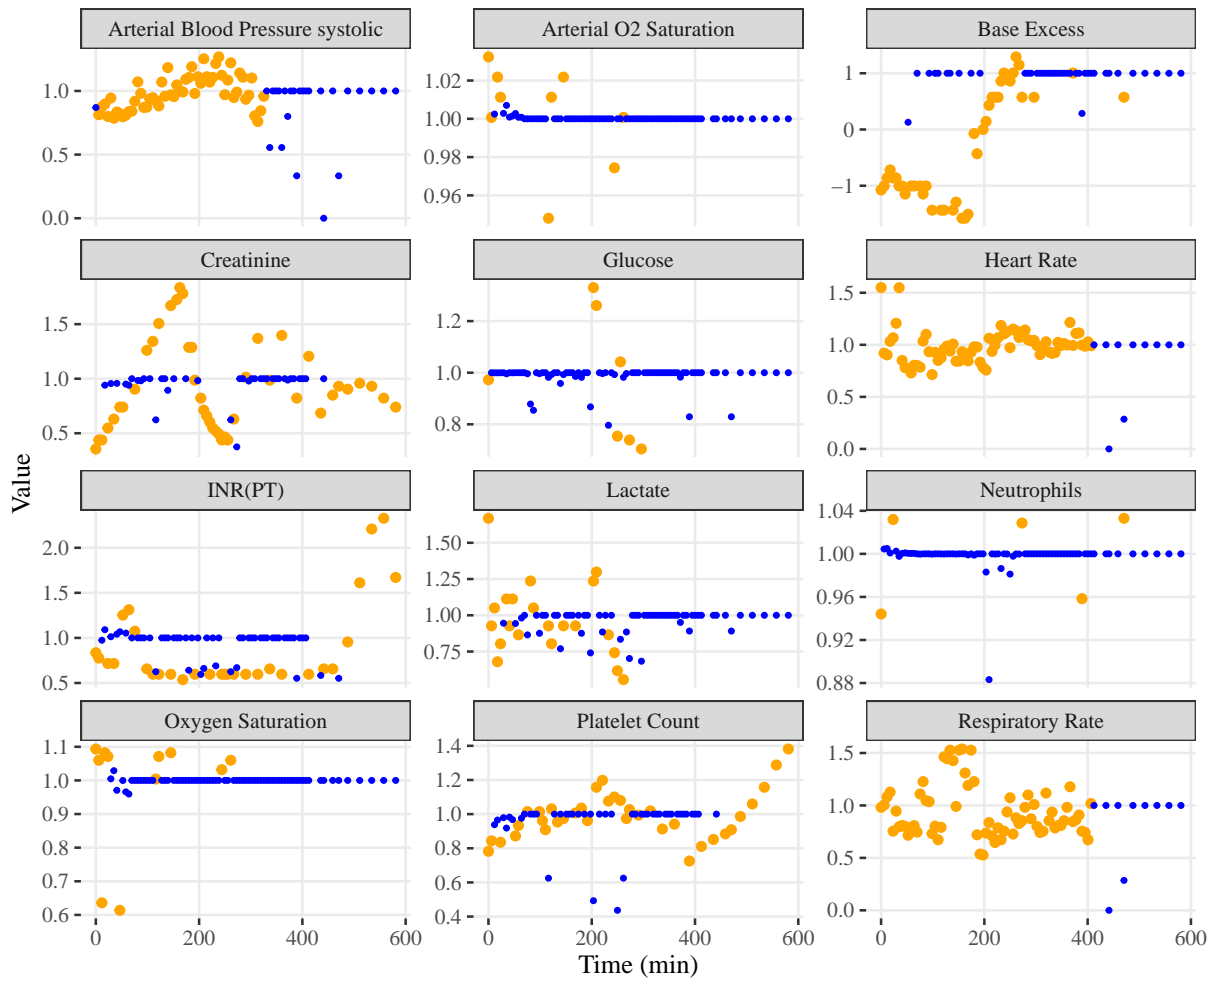 Arterial Blood Pressure systolic
Arterial O2 Saturation
Base Excess
1.0
0.5
0.0
1.02
1.00
0.98
0.96
1
0
−1
Creatinine
Glucose
Heart Rate
1.5
1.0
0.5
1.2
1.0
0.8
1.5
1.0
0.5
0.0
Value
INR(PT)
Lactate
Neutrophils
2.0
1.5
1.0
0.5
1.50
1.25
1.00
0.75
1.04
1.00
0.96
0.92
0.88
Oxygen Saturation
Platelet Count
Respiratory Rate
1.1
1.0
0.9
0.8
0.7
0.6
1.4
1.2
1.0
0.8
0.6
0.4
1.5
1.0
0.5
0.0
0 200 400 600
0 200 400 600
0 200 400 600
Time (min)